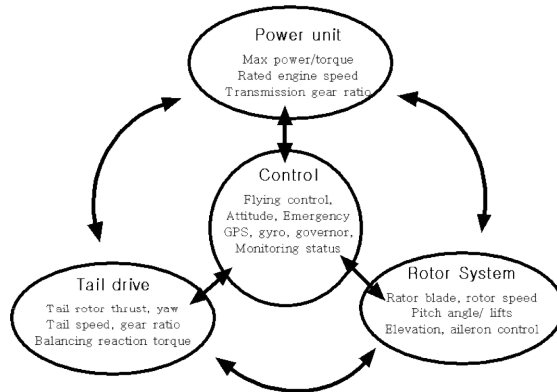 Power unit
Max power/torque
Rated engine speed
Transmission gear ratio
Control
Flying control,
Attitude, Emergency
GPS, gyro, governor,
Monitoring status
Tail drive
Tail rotor thrust, yaw
Tail speed, gear ratio
Balancing reaction torque
Rotor System
Rator blade, rotor speed
Pitch angle/ lifts
Elevation, aileron control